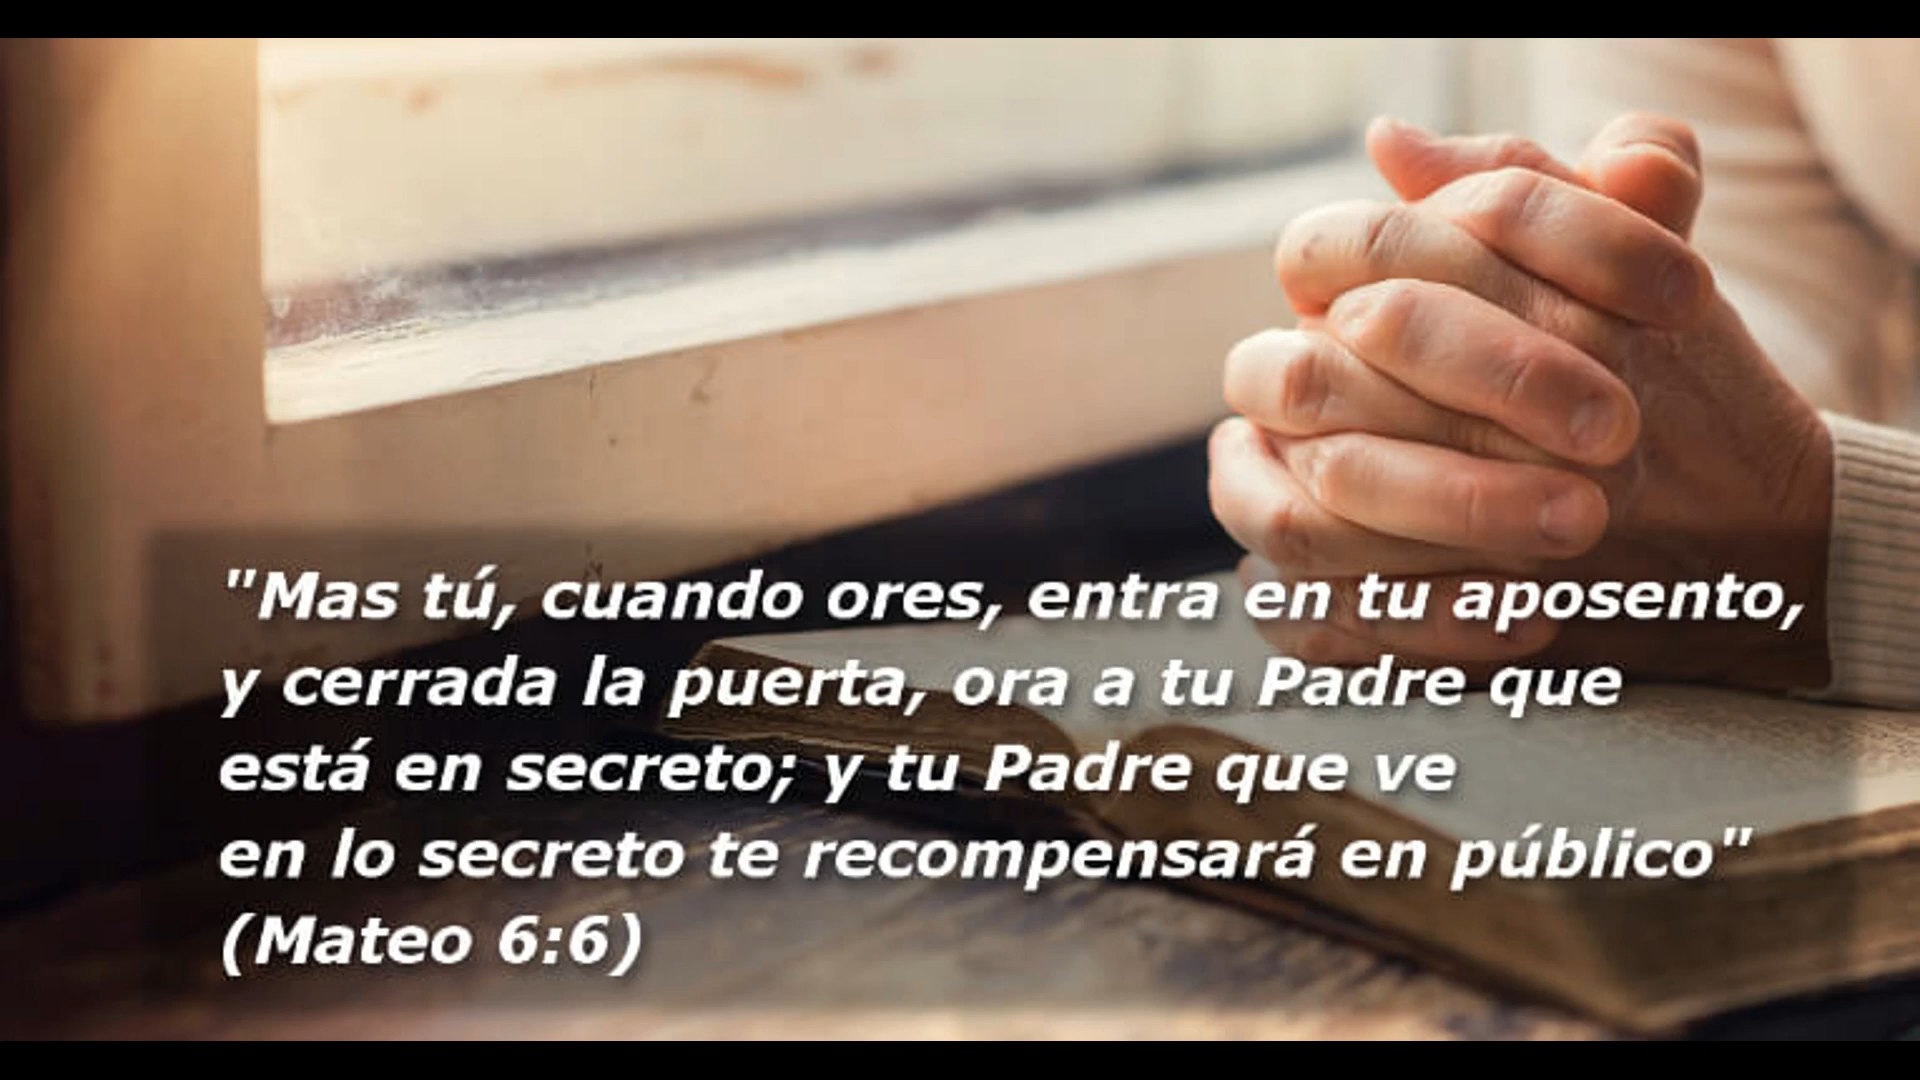 "Mas tú, cuando ores, entra en tu aposento,
y cerrada la puerta, ora a tu Padre que
está en secreto; y tu Padre que ve
en lo secreto te recompensará en público"
(Mateo 6:6)